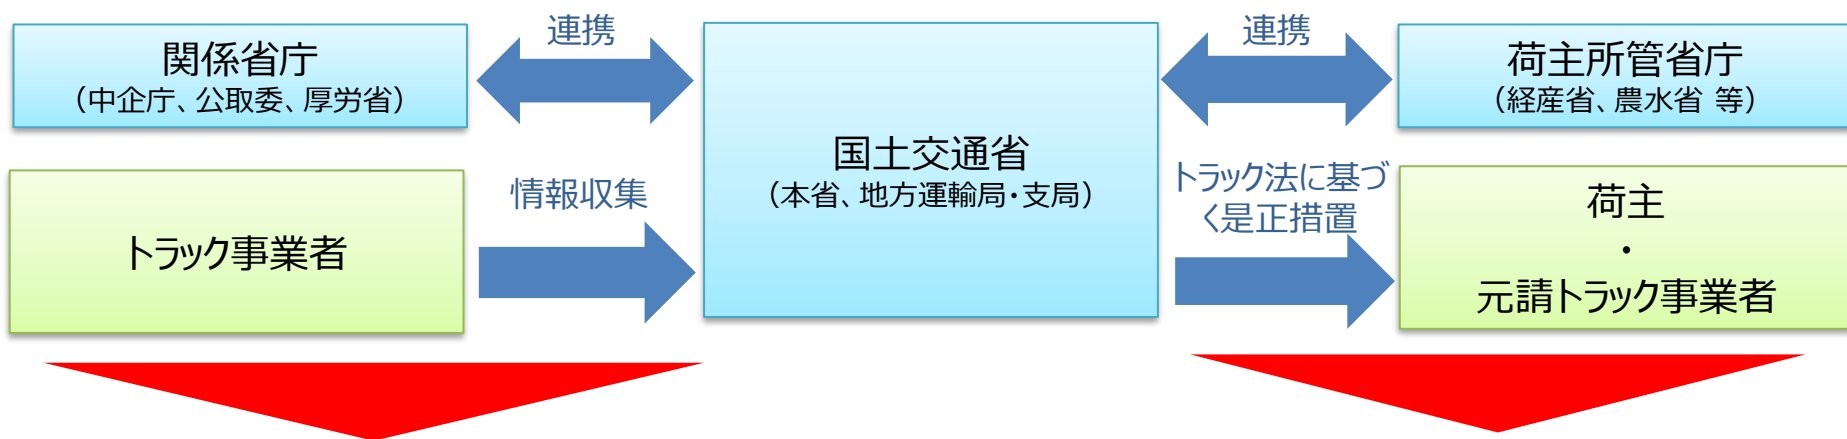 関係省庁
（中企庁、公取委、厚労省）
連携
国土交通省
（本省、地方運輸局・支局）
連携
荷主所管省庁
（経産省、農水省 等）
トラック事業者
情報収集
トラック法に基づ
く是正措置
荷主
・
元請トラック事業者